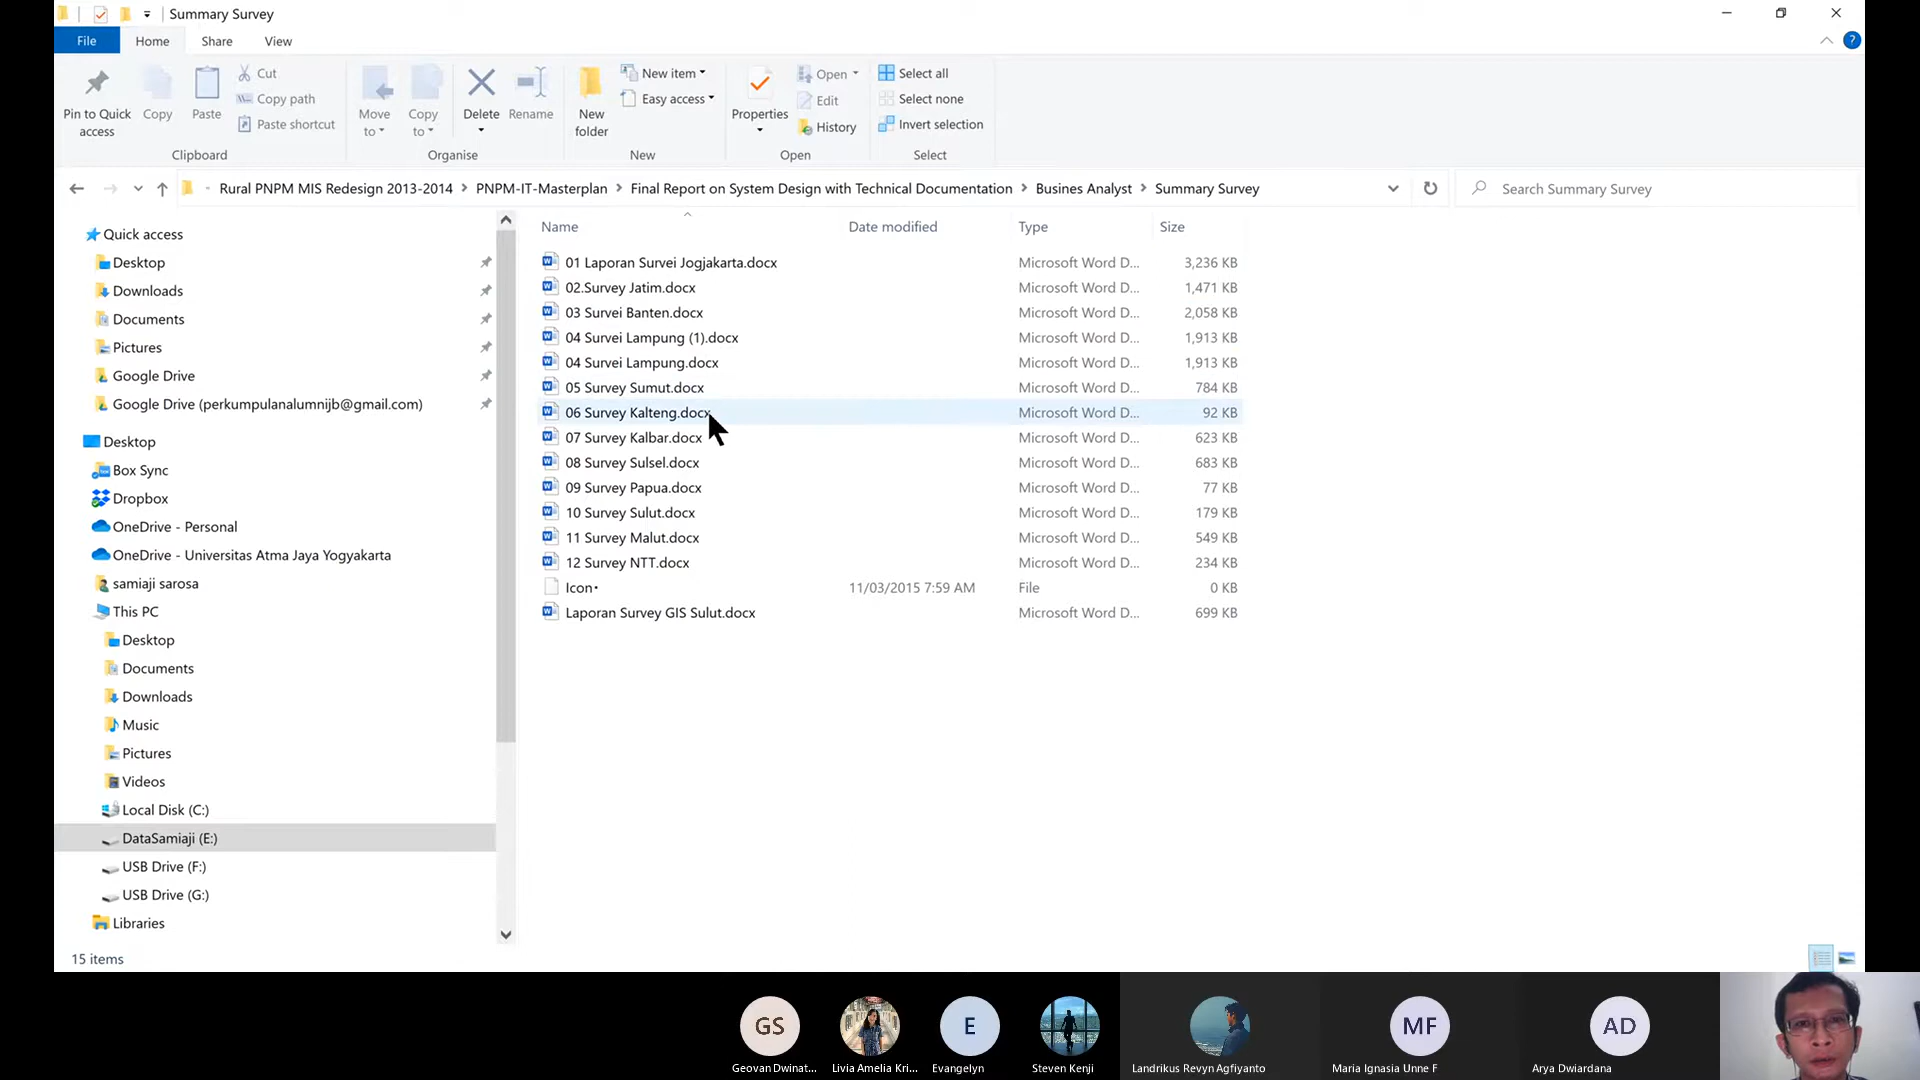 Summary Survey
File Home Share View
Pin to Quick access
Copy
Paste
Cut
Copy path
Paste shortcut
Clipboard
Move to
Copy to
Delete
Rename
Organise
New folder
New item
Easy access
New
Properties
Open
Edit
History
Open
Select all
Select none
Invert selection
Select
Rural PNPM MIS Redesign 2013-2014 > PNPM-IT-Masterplan > Final Report on System Design with Technical Documentation > Busines Analyst > Summary Survey
Search Summary Survey
Quick access
Desktop
Downloads
Documents
Pictures
Google Drive
Google Drive (perkumpulanalumnijb@gmail.com)
Desktop
Box Sync
Dropbox
OneDrive - Personal
OneDrive - Universitas Atma Jaya Yogyakarta
samiaji sarosa
This PC
Desktop
Documents
Downloads
Music
Pictures
Videos
Local Disk (C:)
DataSamiaji (E:)
USB Drive (F:)
USB Drive (G:)
Libraries
15 items
Name Date modified Type Size
01 Laporan Survei Jogjakarta.docx Microsoft Word D... 3,236 KB
02.Survey Jatim.docx Microsoft Word D... 1,471 KB
03 Survei Banten.docx Microsoft Word D... 2,058 KB
04 Survei Lampung (1).docx Microsoft Word D... 1,913 KB
04 Survei Lampung.docx Microsoft Word D... 1,913 KB
05 Survey Sumut.docx Microsoft Word D... 784 KB
06 Survey Kalteng.docx Microsoft Word D... 92 KB
07 Survey Kalbar.docx Microsoft Word D... 623 KB
08 Survey Sulsel.docx Microsoft Word D... 683 KB
09 Survey Papua.docx Microsoft Word D... 77 KB
10 Survey Sulut.docx Microsoft Word D... 179 KB
11 Survey Malut.docx Microsoft Word D... 549 KB
12 Survey NTT.docx Microsoft Word D... 234 KB
Icon· 11/03/2015 7:59 AM File 0 KB
Laporan Survey GIS Sulut.docx Microsoft Word D... 699 KB
GS E MF AD
Geovan Dwinat... Livia Amelia Kri... Evangelyn Steven Kenji Landrikus Revyn Agfiyanto Maria Ignasia Unne F Arya Dwiardana